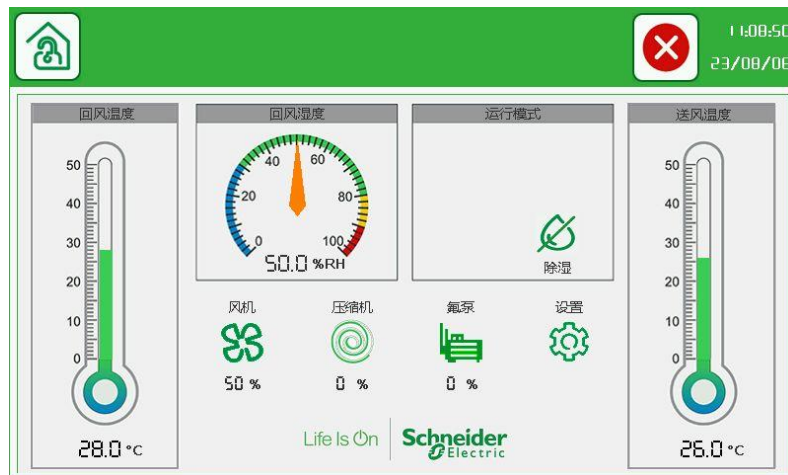 11:08:50
23/08/08
回风温度
回风湿度
运行模式
送风温度
50
40
30
20
10
0
0
20
40
60
80
100
50.0 %RH
除湿
50
40
30
20
10
0
风机
压缩机
氟泵
设置
50 %
0 %
0 %
28.0 °C
Life Is On
Schneider
Electric
26.0 °C